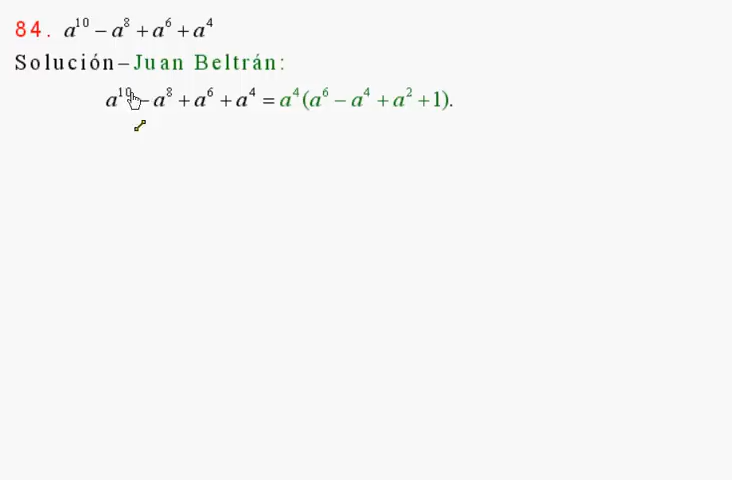 84. a¹⁰ − a⁸ + a⁶ + a⁴
Solución–Juan Beltrán:
a¹⁰ − a⁸ + a⁶ + a⁴ = a⁴(a⁶ − a⁴ + a² + 1).